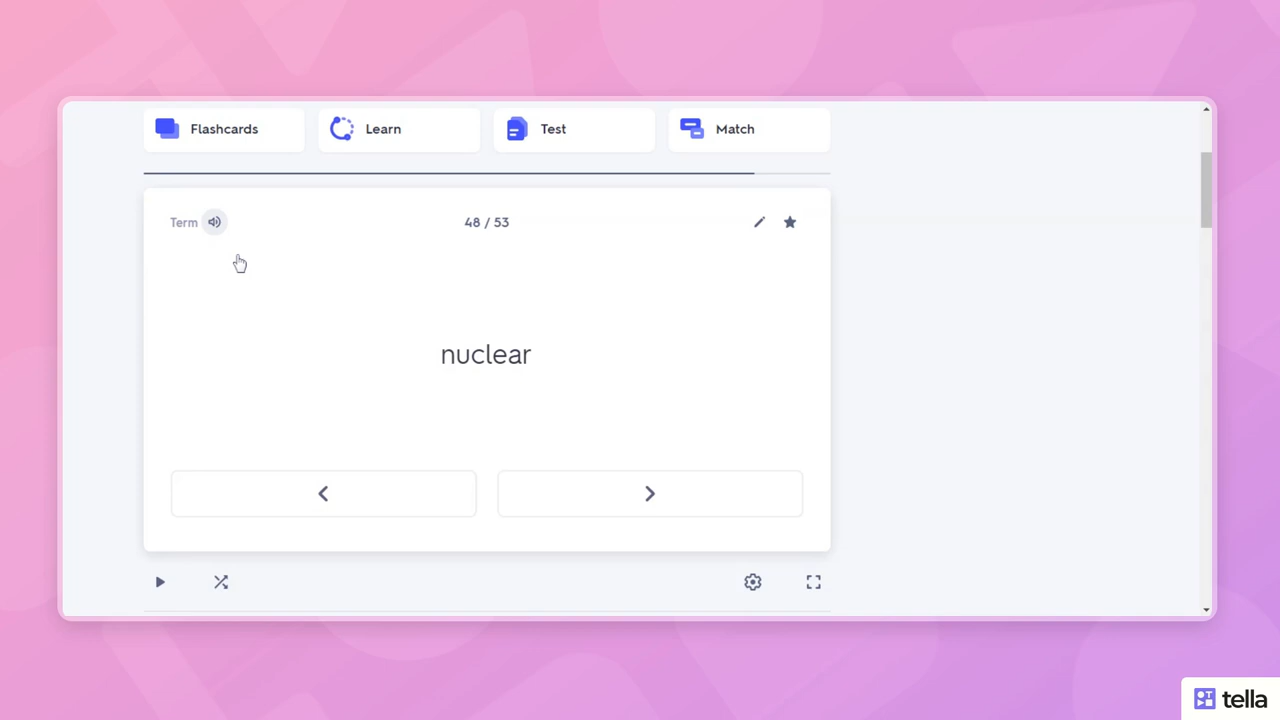 Flashcards
Learn
Test
Match
Term
48 / 53
nuclear
tella